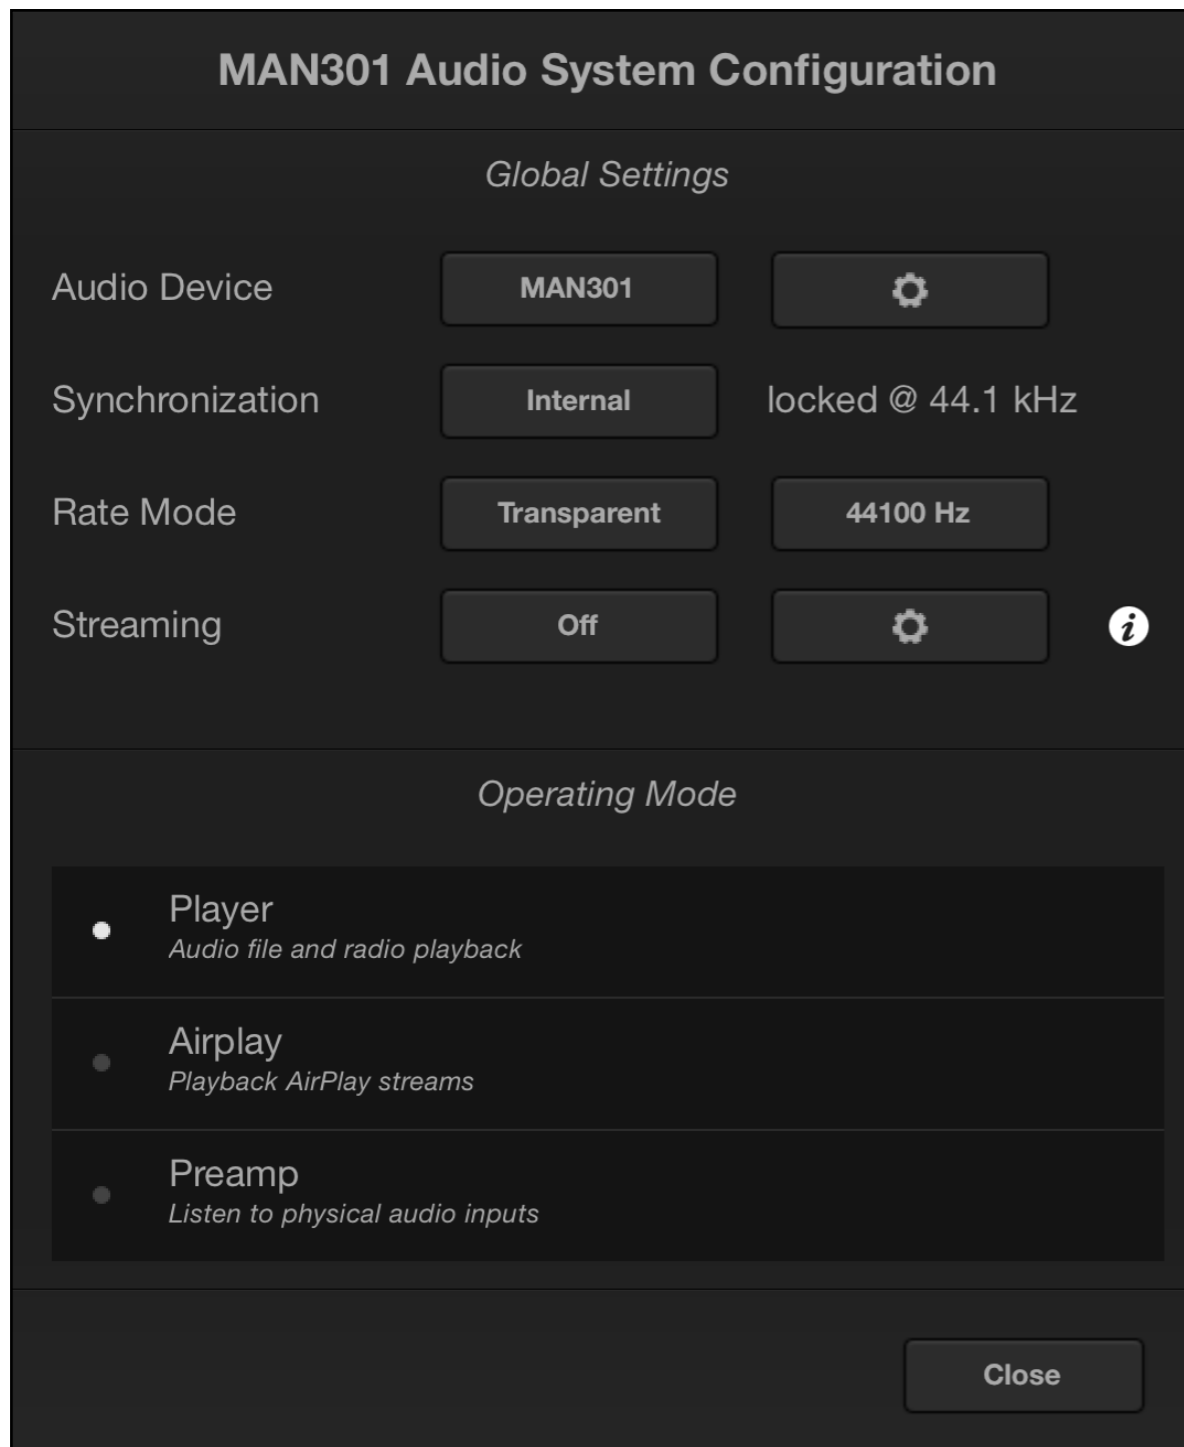 MAN301 Audio System Configuration
Global Settings
Audio Device MAN301
Synchronization Internal locked @ 44.1 kHz
Rate Mode Transparent 44100 Hz
Streaming Off i
Operating Mode
Player
Audio file and radio playback
Airplay
Playback AirPlay streams
Preamp
Listen to physical audio inputs
Close